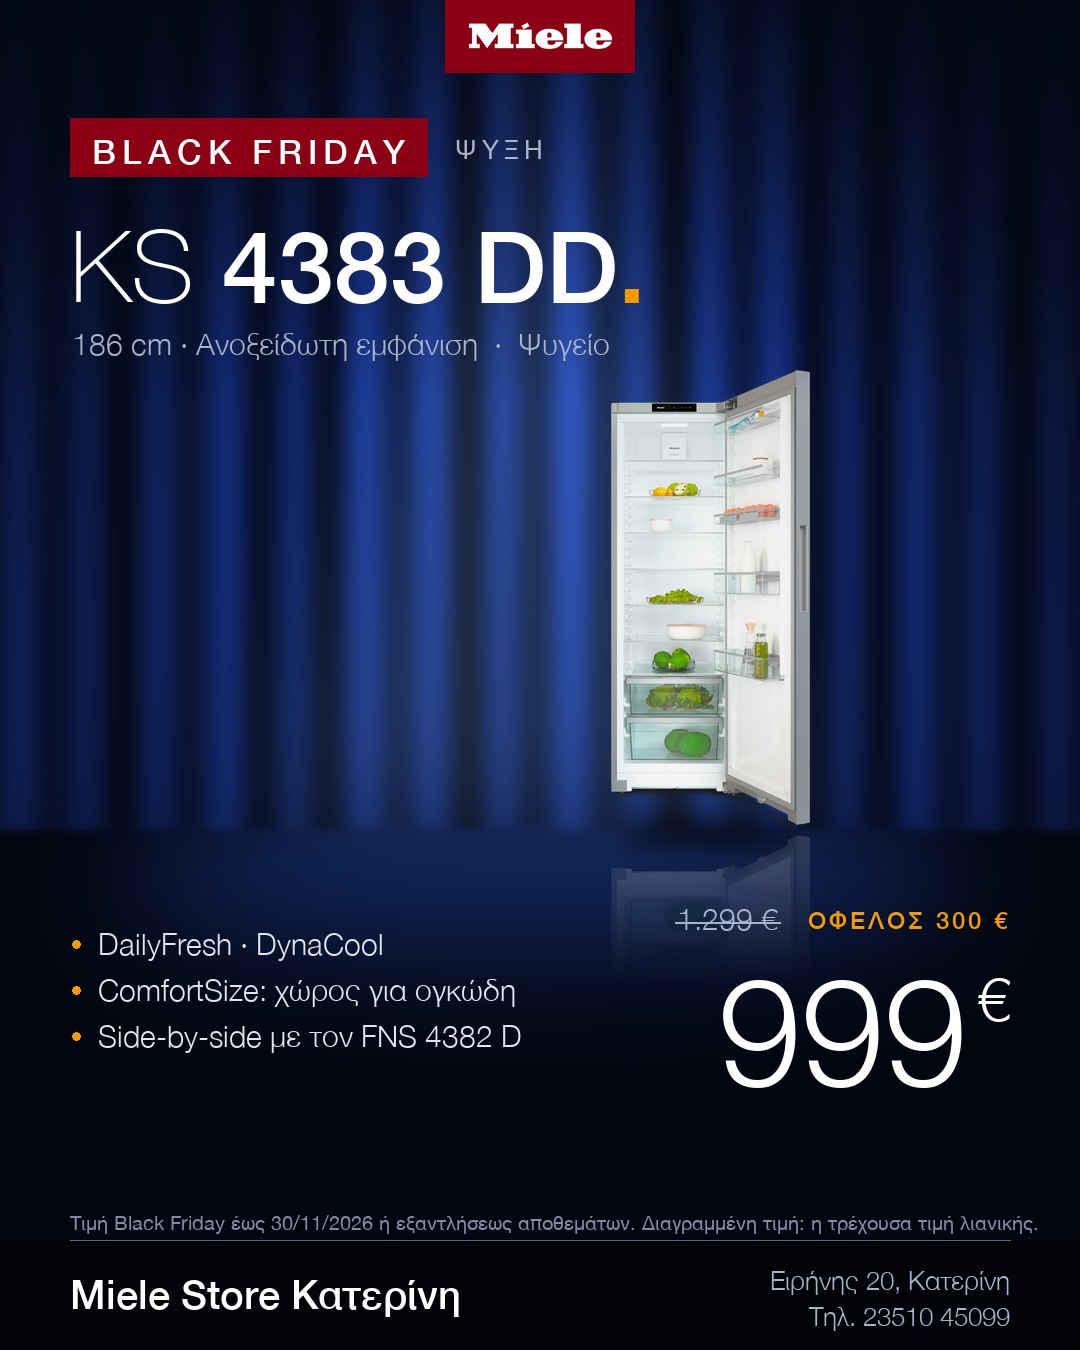 Miele
BLACK FRIDAY ΨΥΞΗ
KS 4383 DD.
186 cm · Ανοξείδωτη εμφάνιση · Ψυγείο
1.299 € ΟΦΕΛΟΣ 300 €
• DailyFresh · DynaCool
• ComfortSize: χώρος για ογκώδη
• Side-by-side με τον FNS 4382 D
999 €
Τιμή Black Friday έως 30/11/2026 ή εξαντλήσεως αποθεμάτων. Διαγραμμένη τιμή: η τρέχουσα τιμή λιανικής.
Miele Store Κατερίνη
Ειρήνης 20, Κατερίνη
Τηλ. 23510 45099